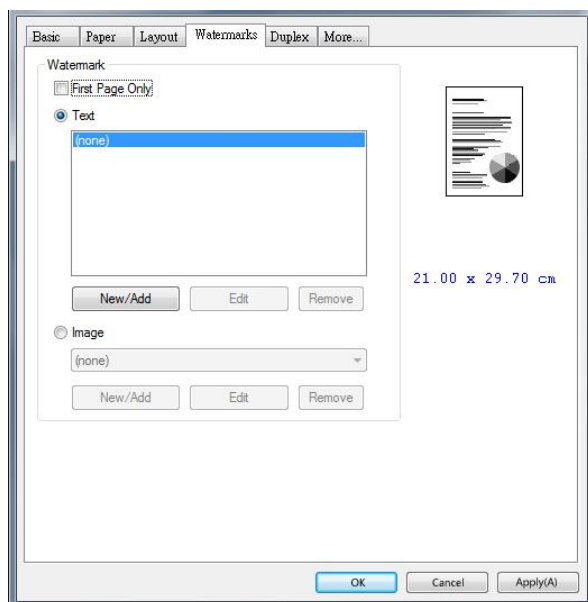 Basic Paper Layout Watermarks Duplex More...
Watermark
First Page Only
Text
(none)
21.00 x 29.70 cm
New/Add Edit Remove
Image
(none)
New/Add Edit Remove
OK Cancel Apply(A)